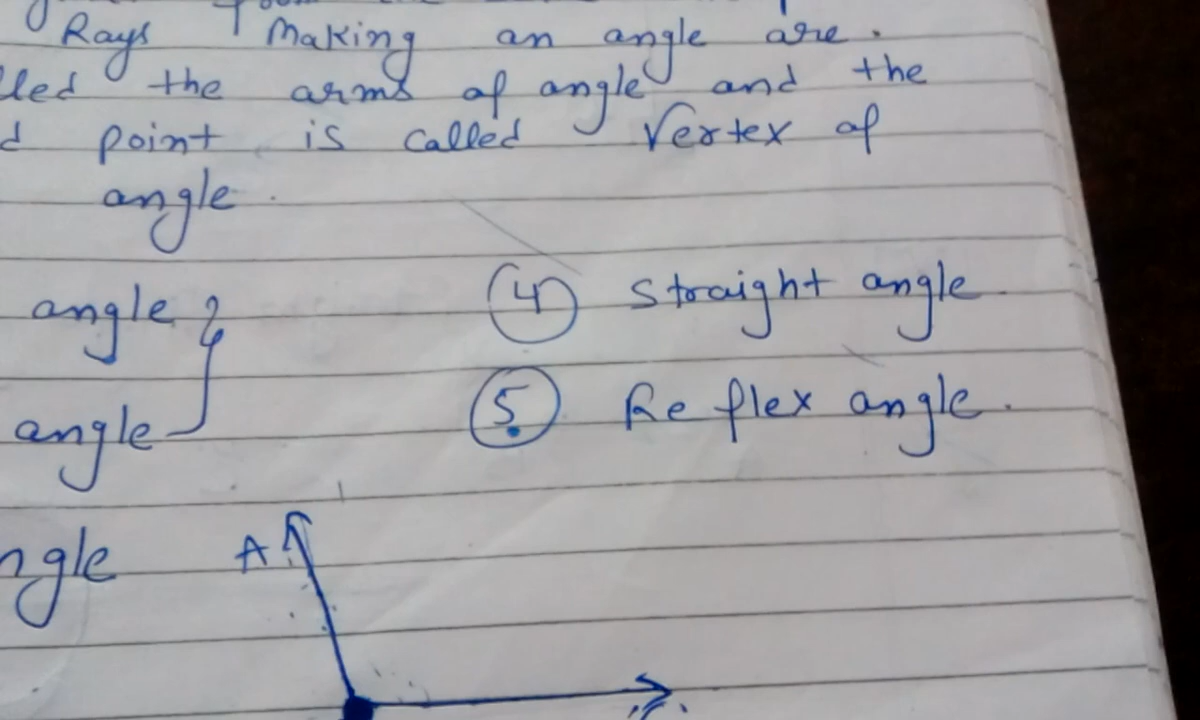 Rays Making an angle are.
lled the arms of angle and the
d point is called Vertex of
angle.
angle 4 Straight angle.
angle 5 Reflex angle.
ngle A